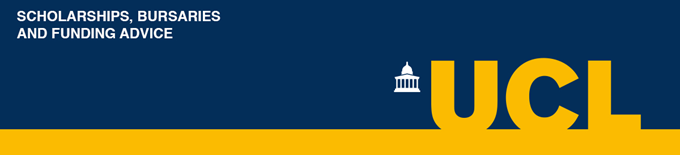 SCHOLARSHIPS, BURSARIES
AND FUNDING ADVICE
UCL